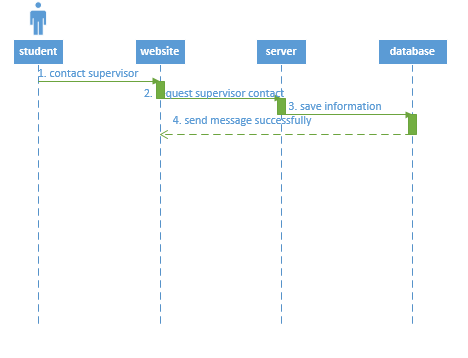 student website server database
1. contact supervisor
2. quest supervisor contact
3. save information
4. send message successfully